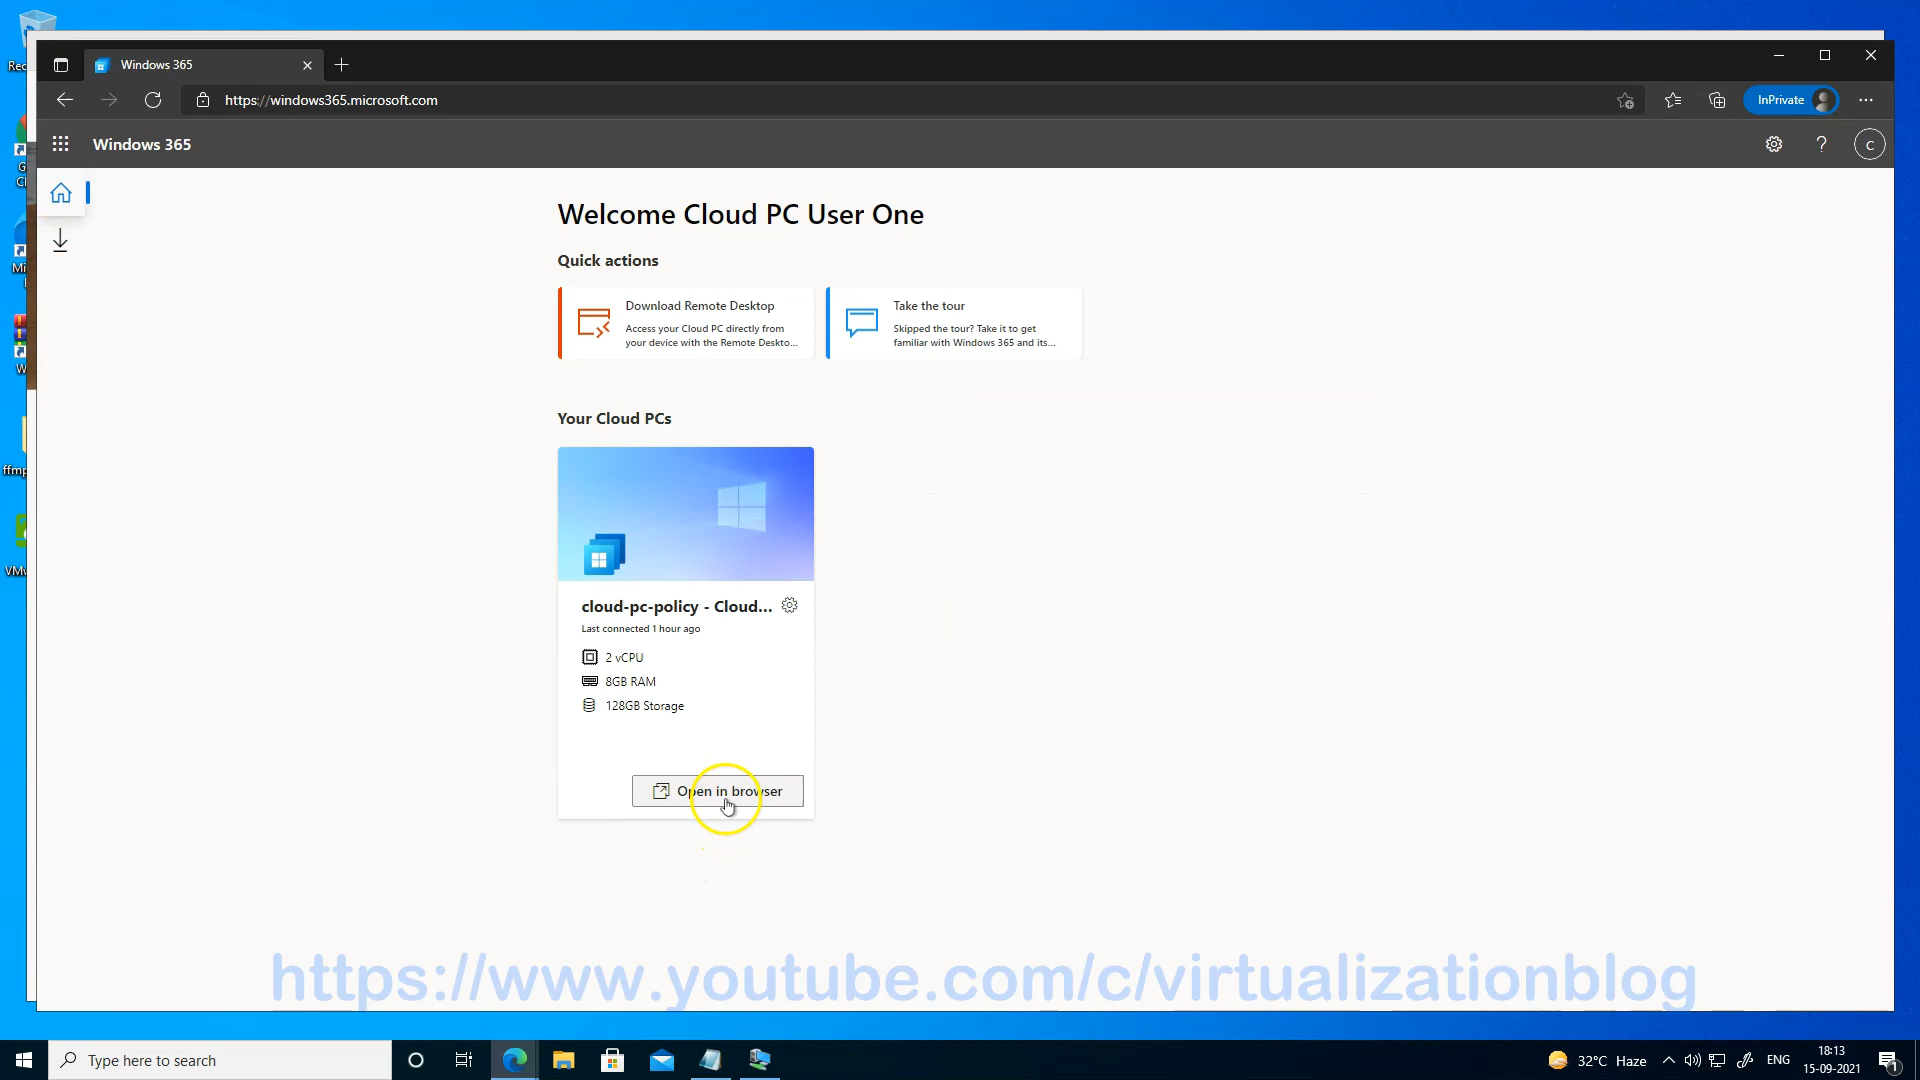 Windows 365
https://windows365.microsoft.com
InPrivate
Windows 365
C
Welcome Cloud PC User One
Quick actions
Download Remote Desktop
Access your Cloud PC directly from
your device with the Remote Deskto...
Take the tour
Skipped the tour? Take it to get
familiar with Windows 365 and its...
Your Cloud PCs
cloud-pc-policy - Cloud...
Last connected 1 hour ago
2 vCPU
8GB RAM
128GB Storage
Open in browser
https://www.youtube.com/c/virtualizationblog
Type here to search
32°C Haze
ENG
18:13
15-09-2021
1